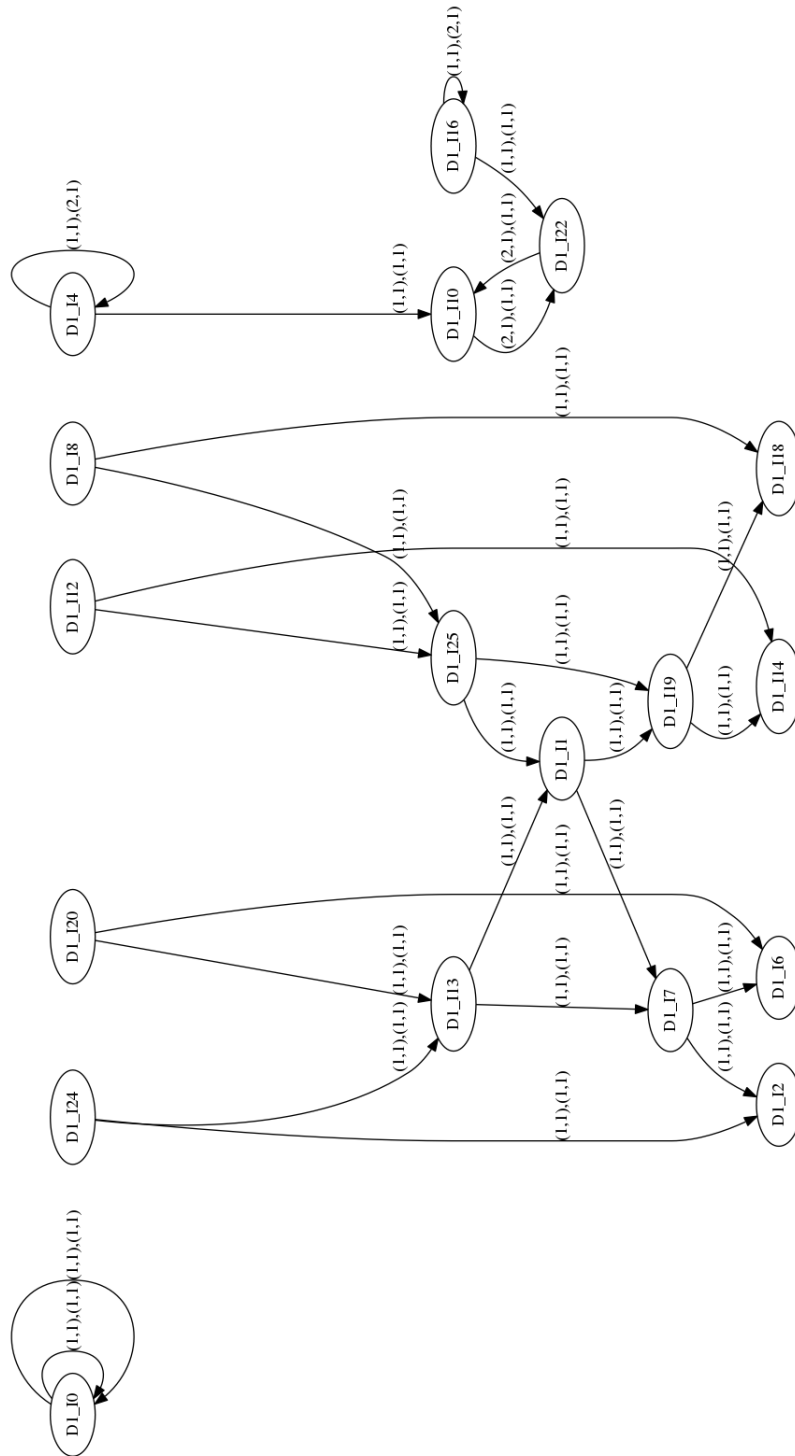 D1_I0 (1,1),(1,1)(1,1),(1,1) D1_I24 D1_I20 D1_I12 D1_I8 D1_I4 (1,1),(2,1)
(1,1),(1,1) (1,1),(1,1) (1,1),(1,1) (1,1),(1,1) (1,1),(1,1)
D1_I13 D1_I25 D1_I10 D1_I16 (1,1),(2,1)
(1,1),(1,1) (1,1),(1,1) (2,1),(1,1) (2,1),(1,1) (1,1),(1,1)
(1,1),(1,1) (1,1),(1,1) (1,1),(1,1) D1_I1 (1,1),(1,1) (1,1),(1,1) (1,1),(1,1) D1_I22
(1,1),(1,1) (1,1),(1,1)
D1_I7 D1_I19
(1,1),(1,1) (1,1),(1,1) (1,1),(1,1) (1,1),(1,1)
D1_I2 D1_I6 D1_I14 D1_I18